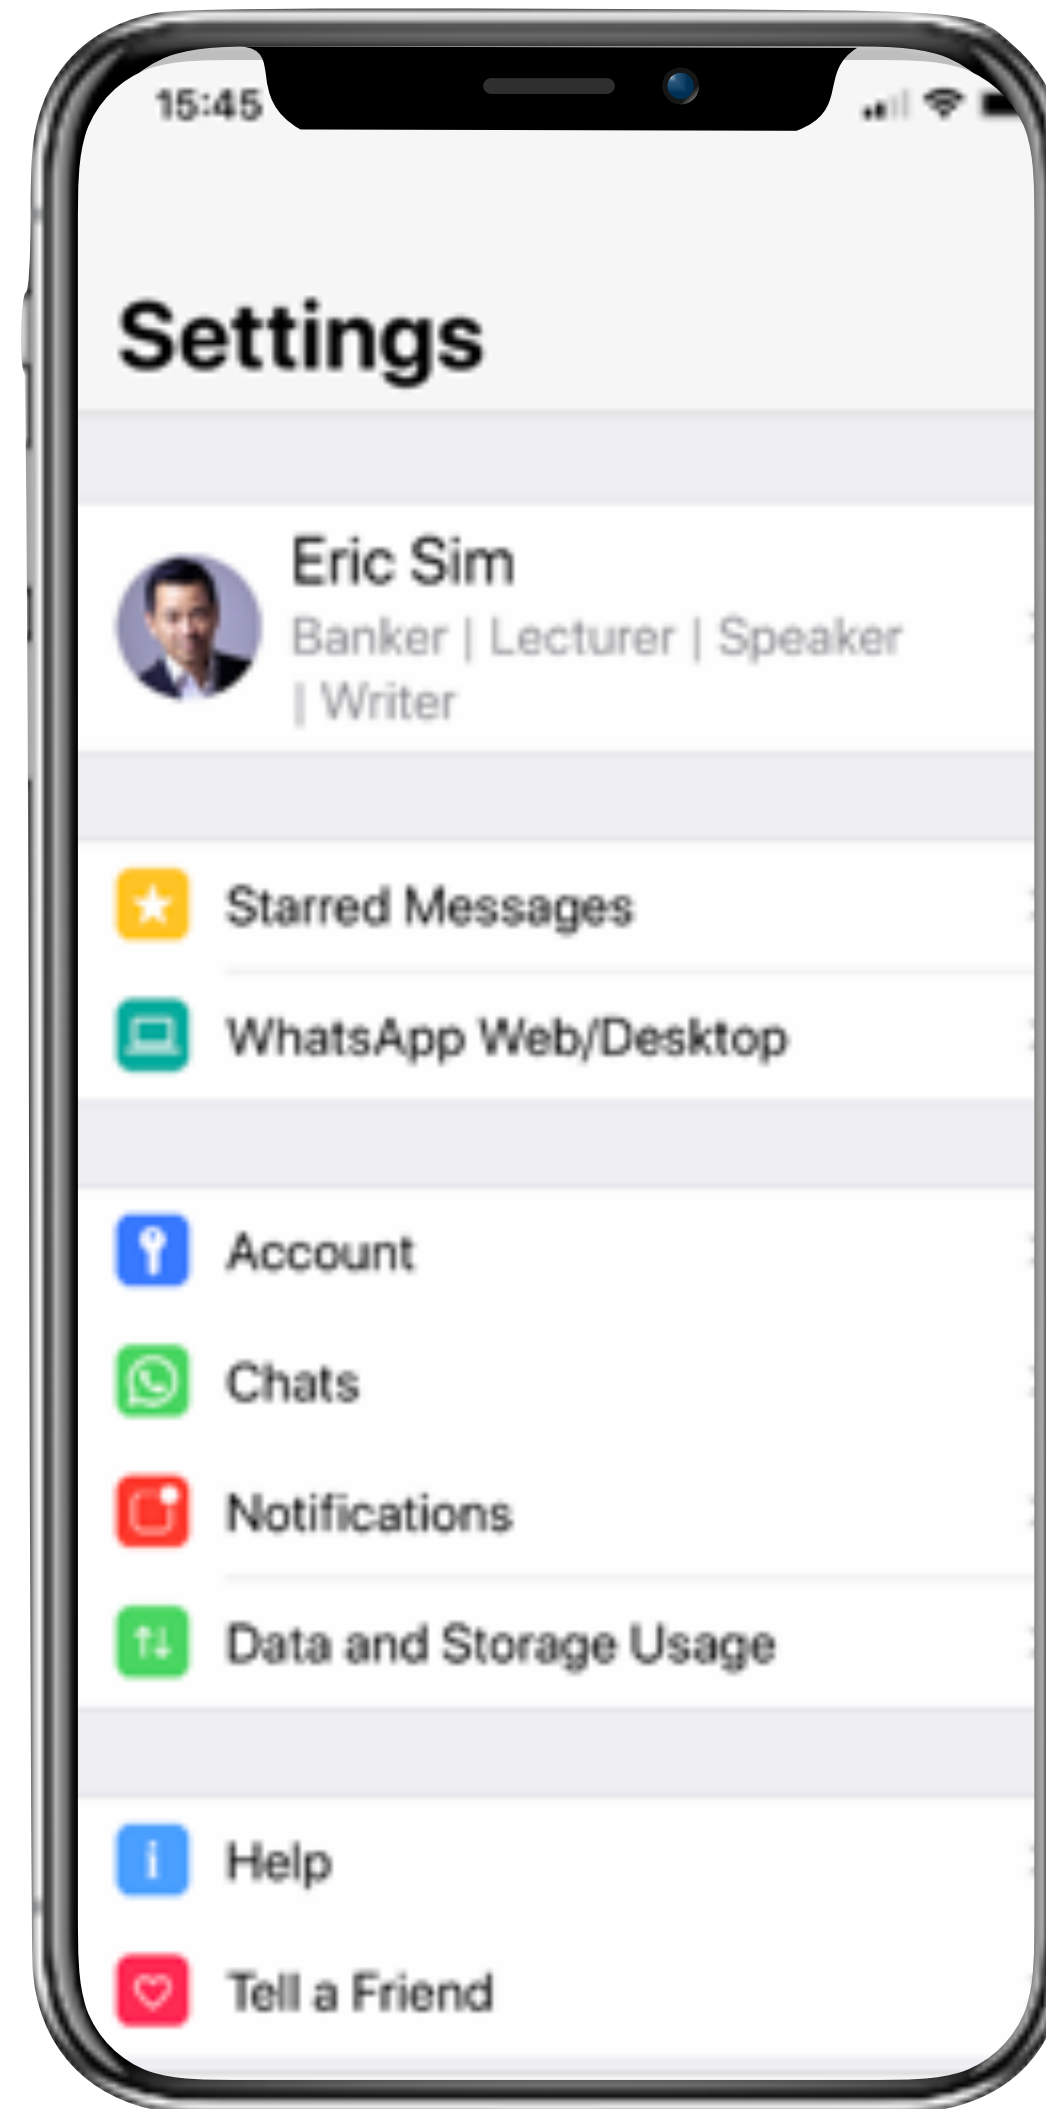 15:45
Settings
Eric Sim
Banker | Lecturer | Speaker
| Writer
Starred Messages
WhatsApp Web/Desktop
Account
Chats
Notifications
Data and Storage Usage
Help
Tell a Friend